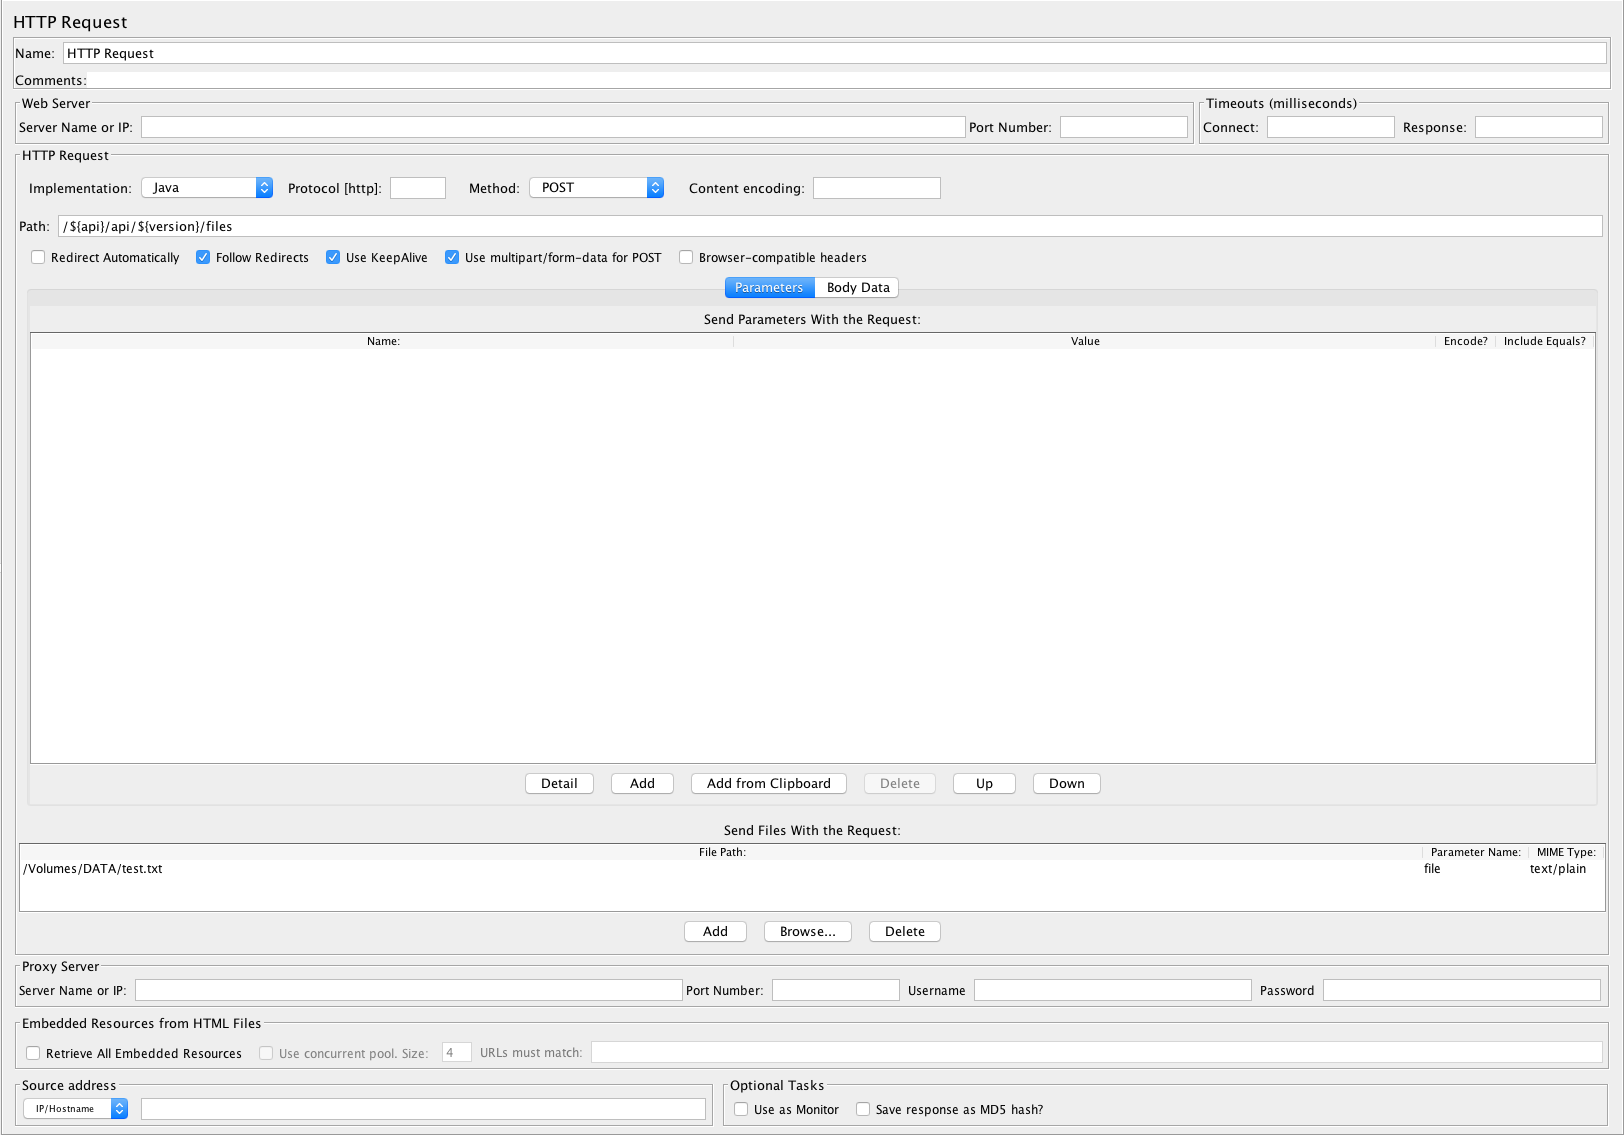 HTTP Request
Name: HTTP Request
Comments:
Web Server
Timeouts (milliseconds)
Server Name or IP: Port Number: Connect: Response:
HTTP Request
Implementation: Java Protocol [http]: Method: POST Content encoding:
Path: /${api}/api/${version}/files
Redirect Automatically Follow Redirects Use KeepAlive Use multipart/form-data for POST Browser-compatible headers
Parameters Body Data
Send Parameters With the Request:
Name: Value Encode? Include Equals?
Detail Add Add from Clipboard Delete Up Down
Send Files With the Request:
File Path: Parameter Name: MIME Type:
/Volumes/DATA/test.txt file text/plain
Add Browse... Delete
Proxy Server
Server Name or IP: Port Number: Username Password
Embedded Resources from HTML Files
Retrieve All Embedded Resources Use concurrent pool. Size: 4 URLs must match:
Source address Optional Tasks
IP/Hostname Use as Monitor Save response as MD5 hash?